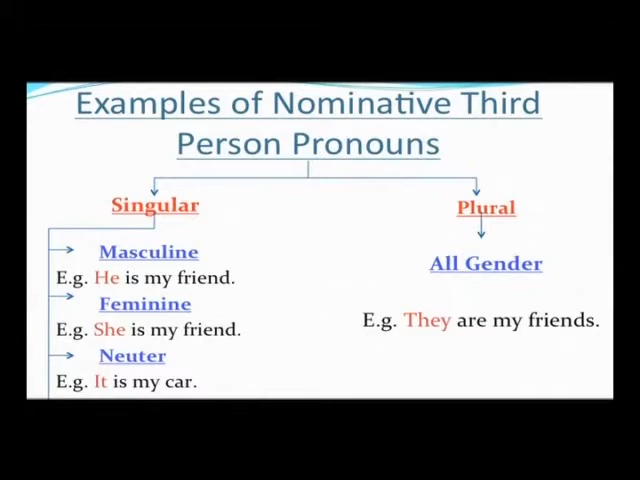 Examples of Nominative Third
Person Pronouns
Singular
Masculine
E.g. He is my friend.
Feminine
E.g. She is my friend.
Neuter
E.g. It is my car.
Plural
All Gender
E.g. They are my friends.